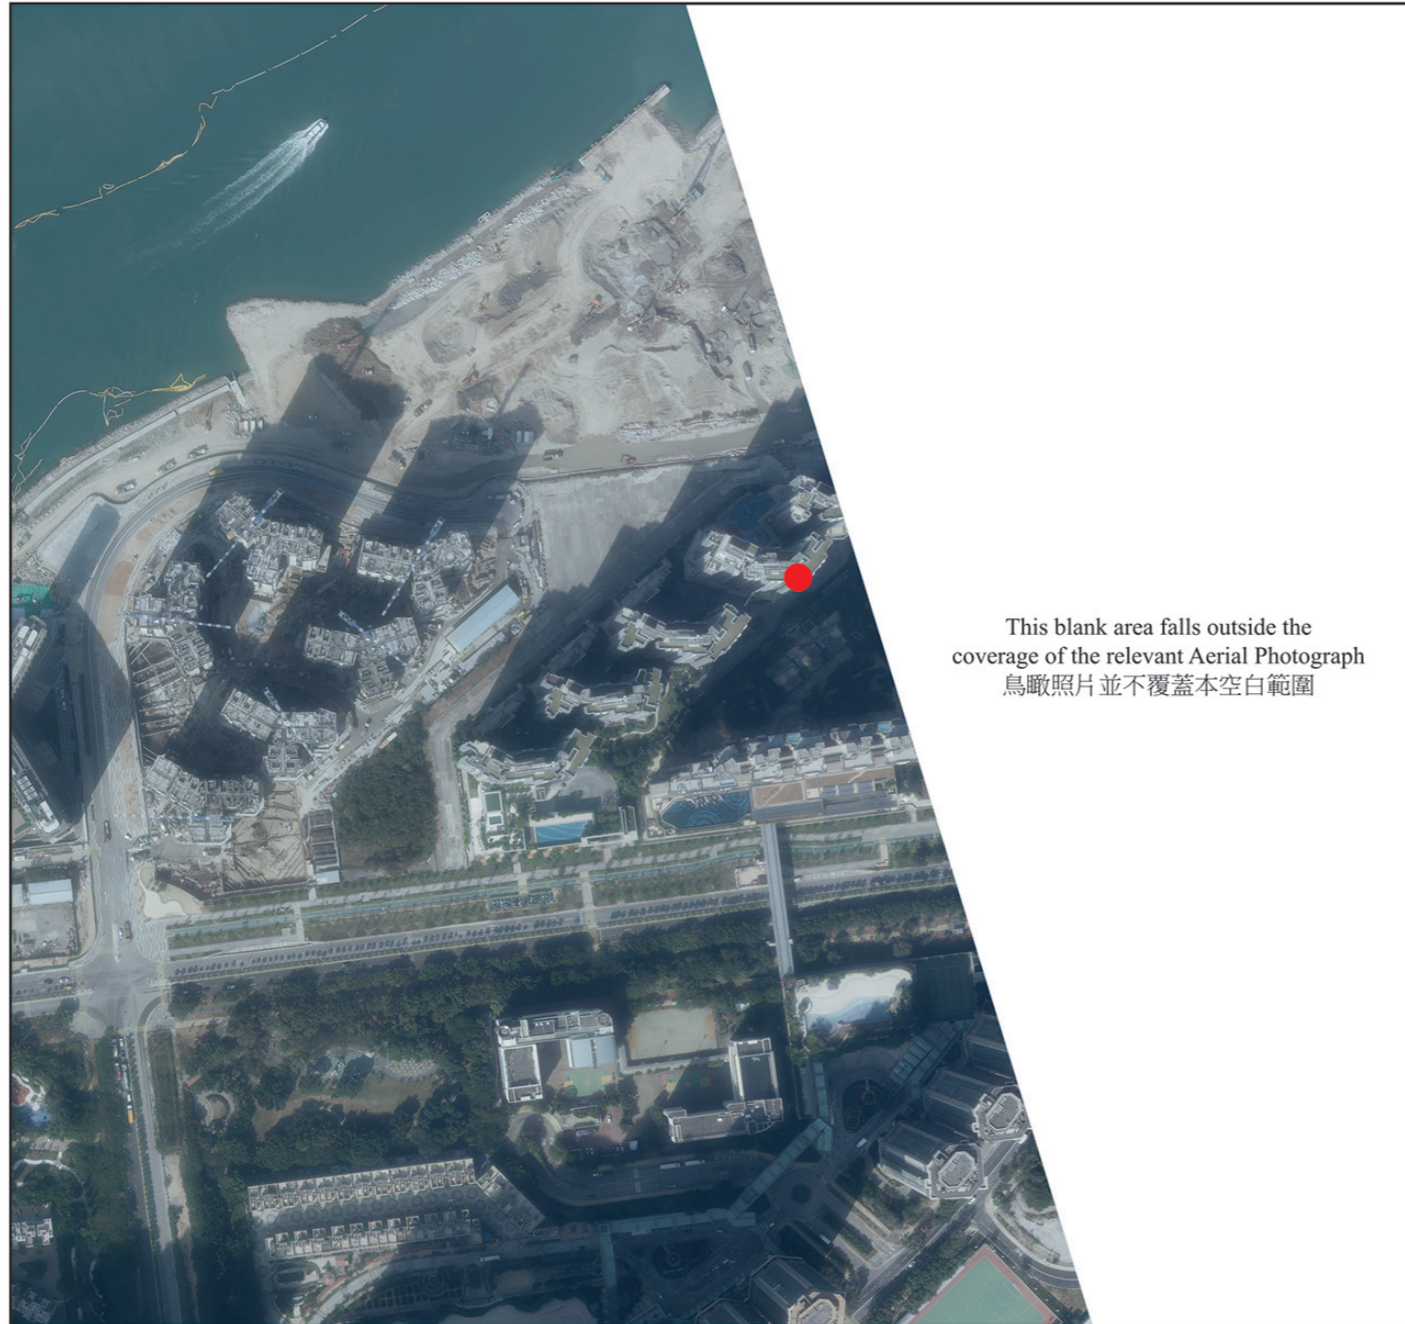 This blank area falls outside the
coverage of the relevant Aerial Photograph
鳥瞰照片並不覆蓋本空白範圍